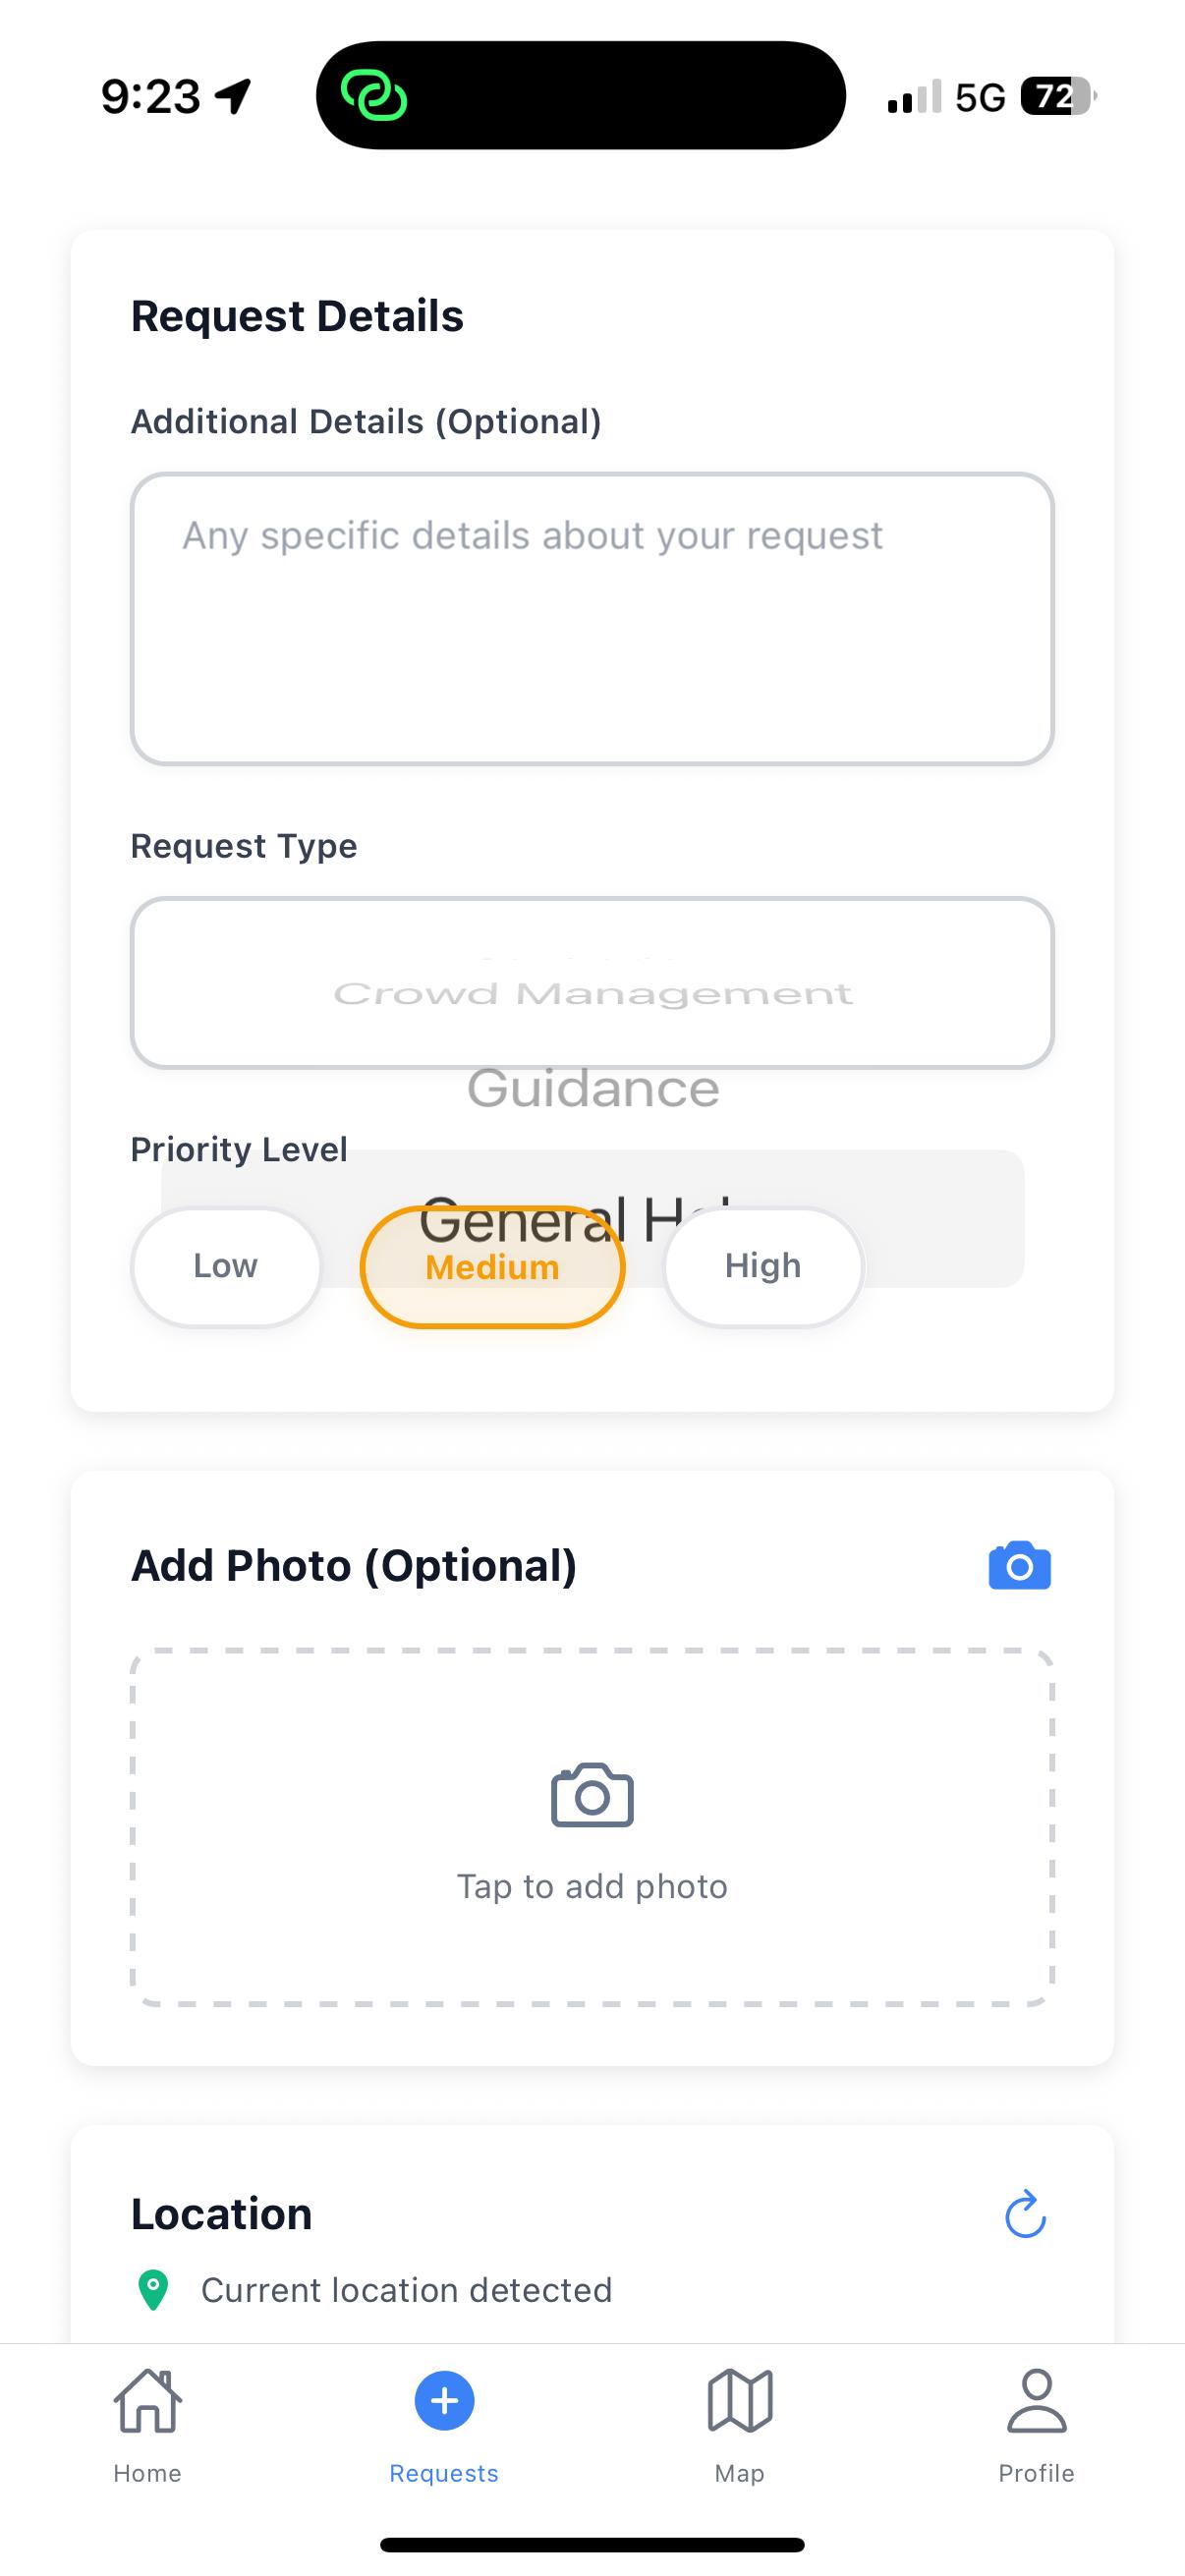 9:23
5G
72
Request Details
Additional Details (Optional)
Any specific details about your request
Request Type
Crowd Management
Guidance
Priority Level
General
Low
Medium
High
Add Photo (Optional)
Tap to add photo
Location
Current location detected
Home
Requests
Map
Profile